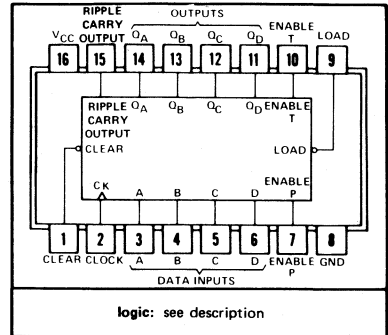 RIPPLE OUTPUTS
CARRY ENABLE
VCC OUTPUT QA QB QC QD T LOAD
16 15 14 13 12 11 10 9
RIPPLE QA QB QC QD ENABLE
CARRY T
OUTPUT
CLEAR LOAD
ENABLE
CK A B C D P
1 2 3 4 5 6 7 8
CLEAR CLOCK A B C D ENABLE GND
P
DATA INPUTS
logic: see description